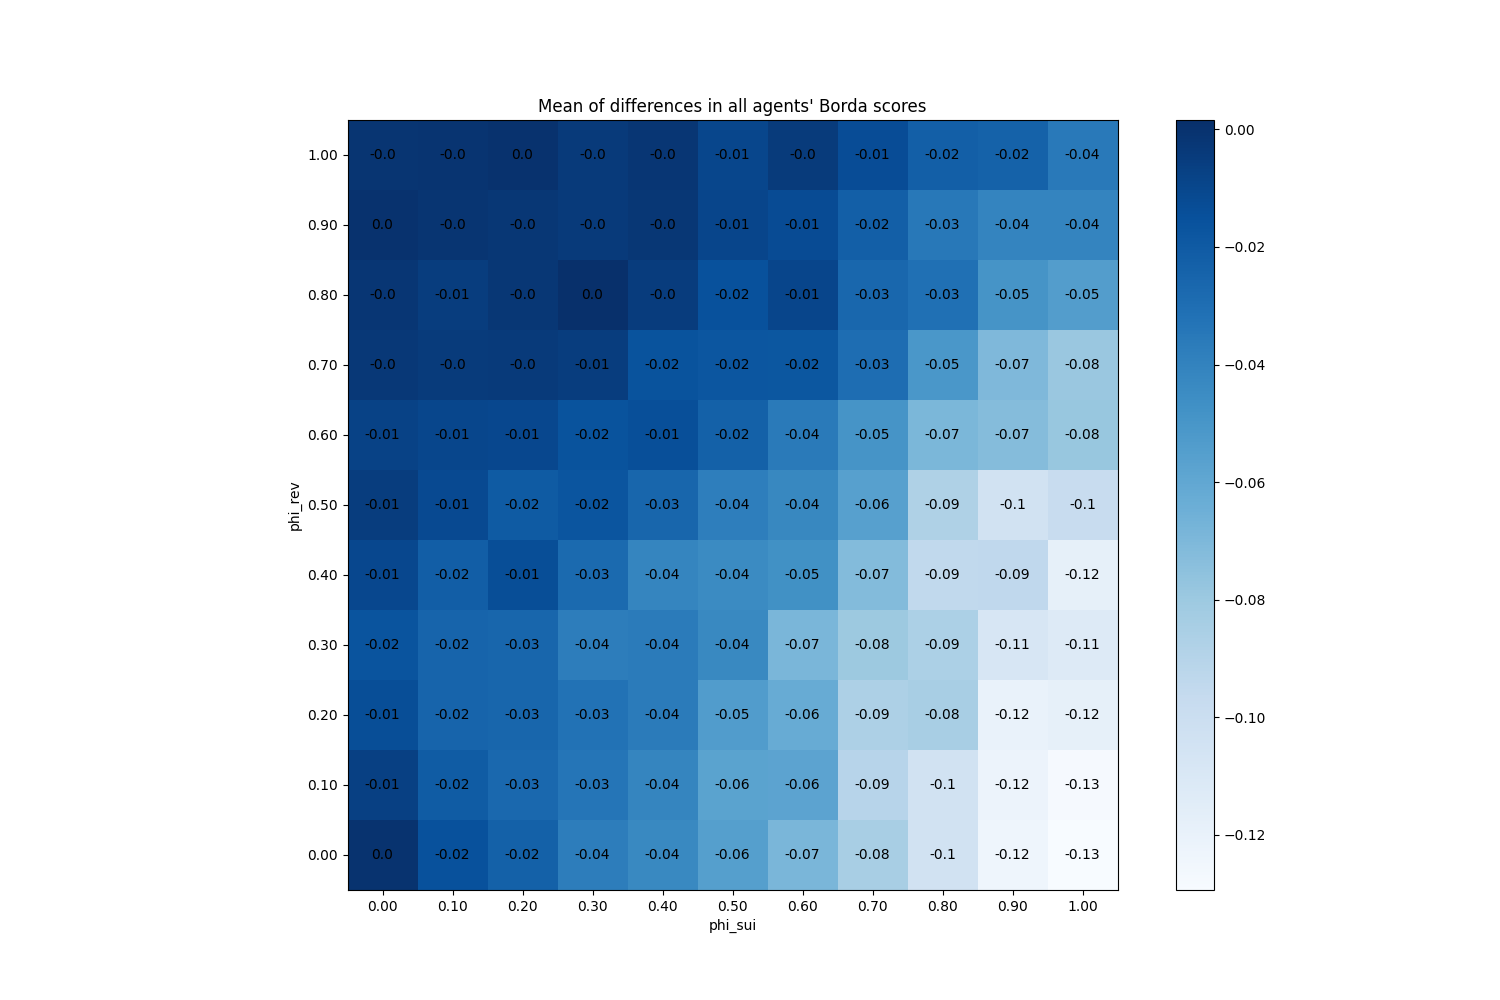 Mean of differences in all agents' Borda scores
1.00 -0.0 -0.0 0.0 -0.0 -0.0 -0.01 -0.0 -0.01 -0.02 -0.02 -0.04
0.90 0.0 -0.0 -0.0 -0.0 -0.0 -0.01 -0.01 -0.02 -0.03 -0.04 -0.04
0.80 -0.0 -0.01 -0.0 0.0 -0.0 -0.02 -0.01 -0.03 -0.03 -0.05 -0.05
0.70 -0.0 -0.0 -0.0 -0.01 -0.02 -0.02 -0.02 -0.03 -0.05 -0.07 -0.08
0.60 -0.01 -0.01 -0.01 -0.02 -0.01 -0.02 -0.04 -0.05 -0.07 -0.07 -0.08
phi_rev
0.50 -0.01 -0.01 -0.02 -0.02 -0.03 -0.04 -0.04 -0.06 -0.09 -0.1 -0.1
0.40 -0.01 -0.02 -0.01 -0.03 -0.04 -0.04 -0.05 -0.07 -0.09 -0.09 -0.12
0.30 -0.02 -0.02 -0.03 -0.04 -0.04 -0.04 -0.07 -0.08 -0.09 -0.11 -0.11
0.20 -0.01 -0.02 -0.03 -0.03 -0.04 -0.05 -0.06 -0.09 -0.08 -0.12 -0.12
0.10 -0.01 -0.02 -0.03 -0.03 -0.04 -0.06 -0.06 -0.09 -0.1 -0.12 -0.13
0.00 0.0 -0.02 -0.02 -0.04 -0.04 -0.06 -0.07 -0.08 -0.1 -0.12 -0.13
0.00 0.10 0.20 0.30 0.40 0.50 0.60 0.70 0.80 0.90 1.00
phi_sui
0.00
−0.02
−0.04
−0.06
−0.08
−0.10
−0.12